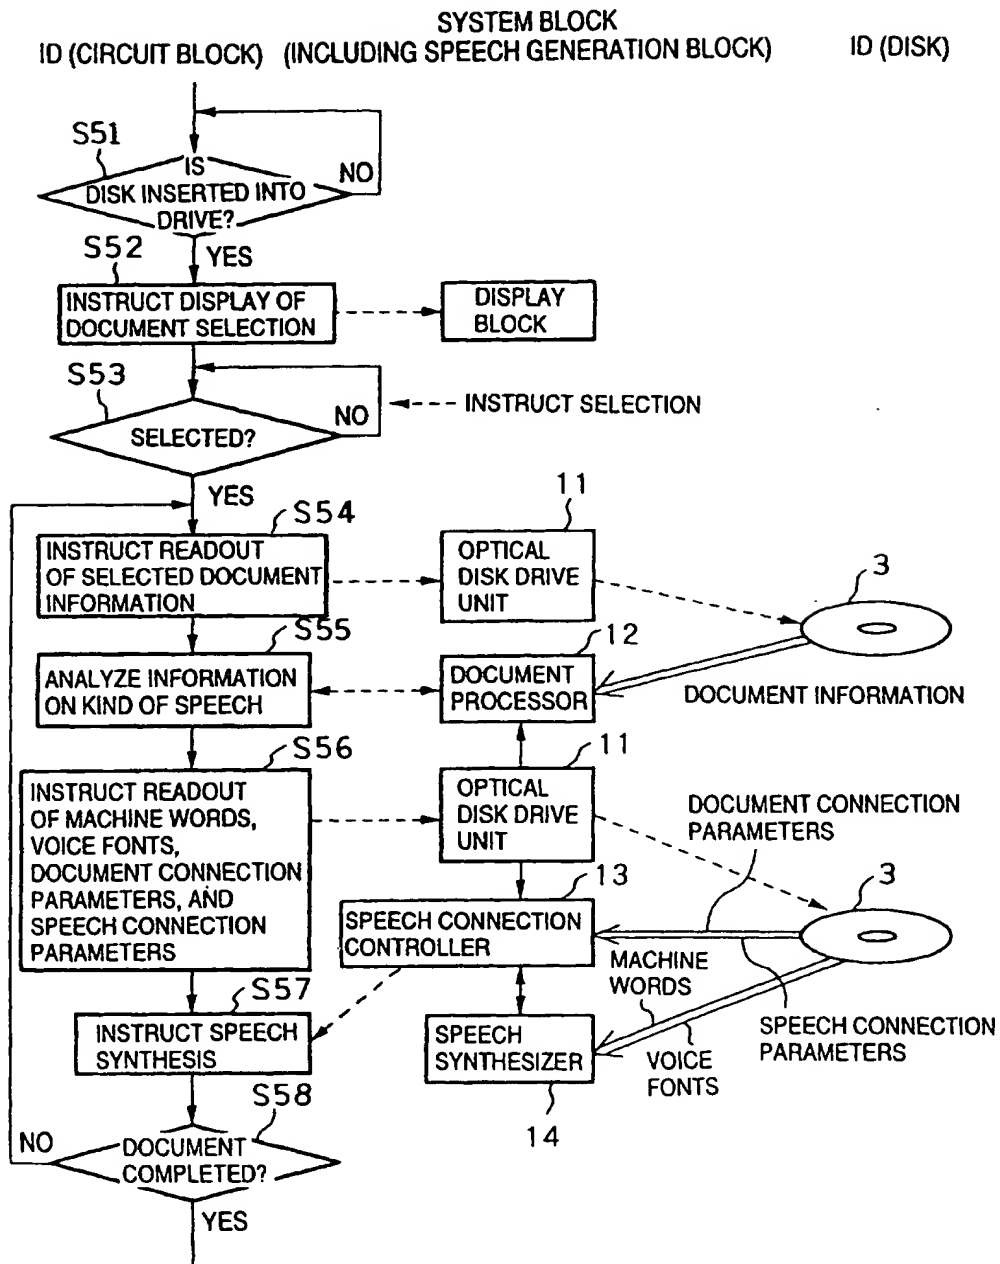 SYSTEM BLOCK
ID (CIRCUIT BLOCK) (INCLUDING SPEECH GENERATION BLOCK) ID (DISK)
S51
IS
DISK INSERTED INTO
DRIVE?
NO
YES
S52
INSTRUCT DISPLAY OF
DOCUMENT SELECTION
DISPLAY
BLOCK
S53
SELECTED?
NO
INSTRUCT SELECTION
YES
S54
INSTRUCT READOUT
OF SELECTED DOCUMENT
INFORMATION
11
OPTICAL
DISK DRIVE
UNIT
3
S55
ANALYZE INFORMATION
ON KIND OF SPEECH
12
DOCUMENT
PROCESSOR
DOCUMENT INFORMATION
S56
INSTRUCT READOUT
OF MACHINE WORDS,
VOICE FONTS,
DOCUMENT CONNECTION
PARAMETERS, AND
SPEECH CONNECTION
PARAMETERS
11
OPTICAL
DISK DRIVE
UNIT
DOCUMENT CONNECTION
PARAMETERS
3
13
SPEECH CONNECTION
CONTROLLER
MACHINE
WORDS
SPEECH CONNECTION
PARAMETERS
VOICE
FONTS
S57
INSTRUCT SPEECH
SYNTHESIS
SPEECH
SYNTHESIZER
14
S58
DOCUMENT
COMPLETED?
NO
YES